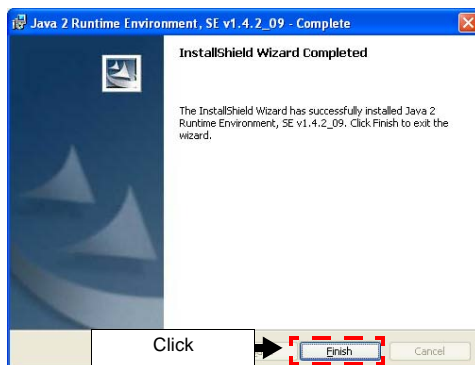 Java 2 Runtime Environment, SE v1.4.2_09 - Complete
InstallShield Wizard Completed
The InstallShield Wizard has successfully installed Java 2
Runtime Environment, SE v1.4.2_09. Click Finish to exit the
wizard.
Click
Finish
Cancel